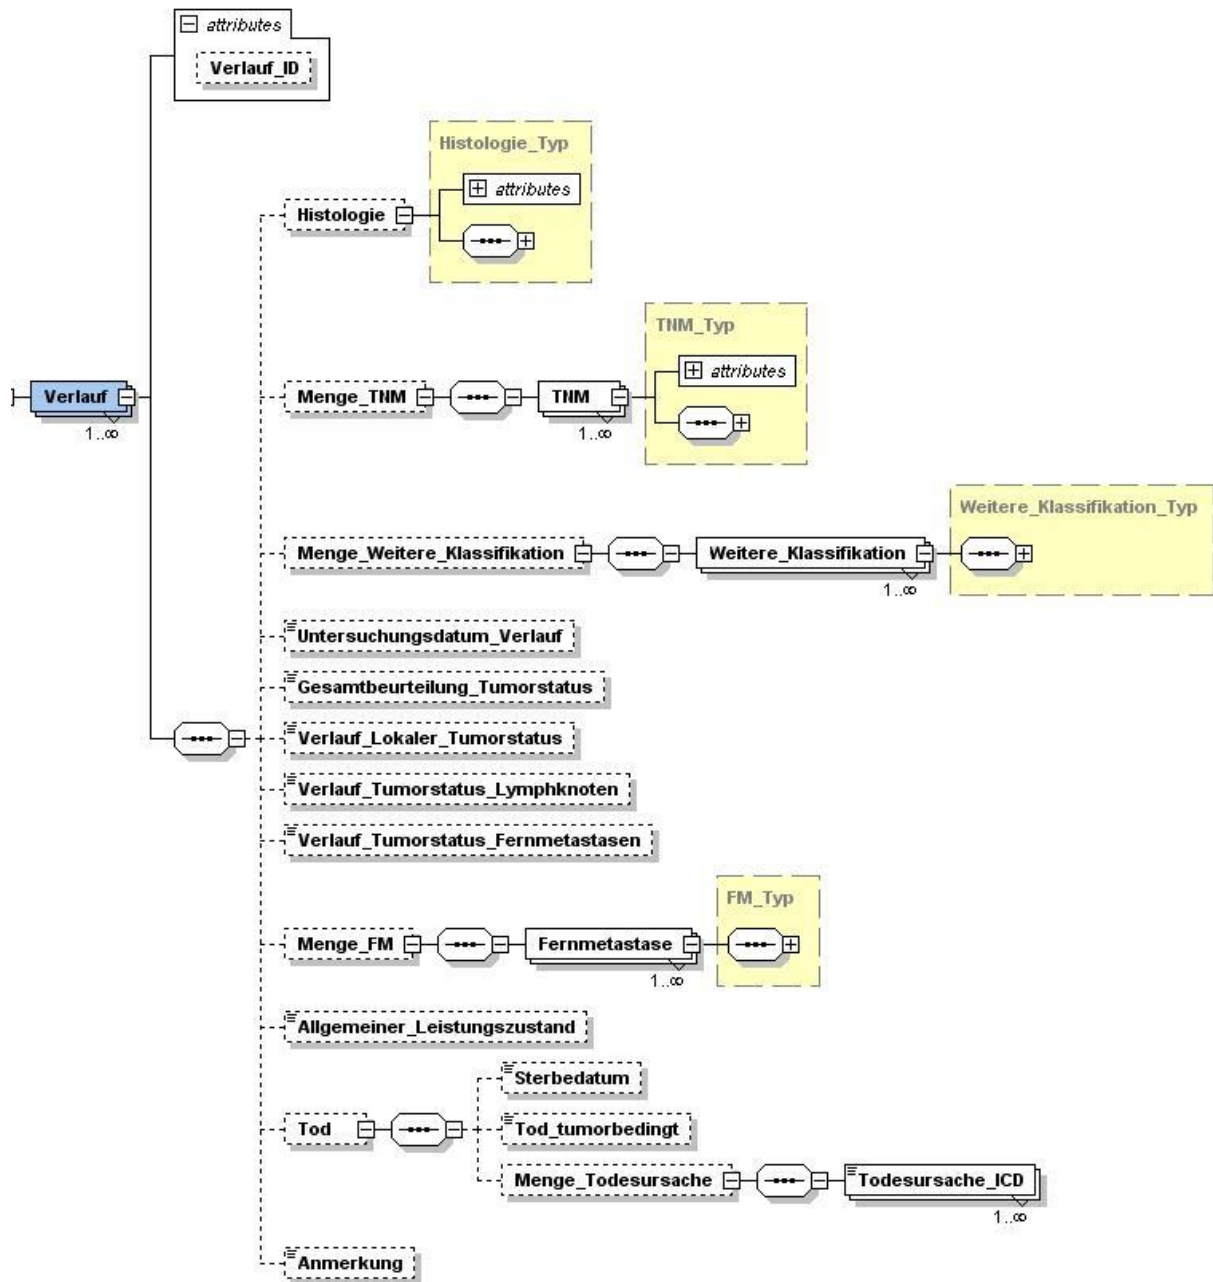 attributes
Verlauf_ID
Histologie_Typ
attributes
Histologie
TNM_Typ
attributes
Verlauf
1..∞
Menge_TNM
TNM
1..∞
Weitere_Klassifikation_Typ
Menge_Weitere_Klassifikation
Weitere_Klassifikation
1..∞
Untersuchungsdatum_Verlauf
Gesamtbeurteilung_Tumorstatus
Verlauf_Lokaler_Tumorstatus
Verlauf_Tumorstatus_Lymphknoten
Verlauf_Tumorstatus_Fernmetastasen
FM_Typ
Menge_FM
Fernmetastase
1..∞
Allgemeiner_Leistungszustand
Sterbedatum
Tod
Tod_tumorbedingt
Menge_Todesursache
Todesursache_ICD
1..∞
Anmerkung